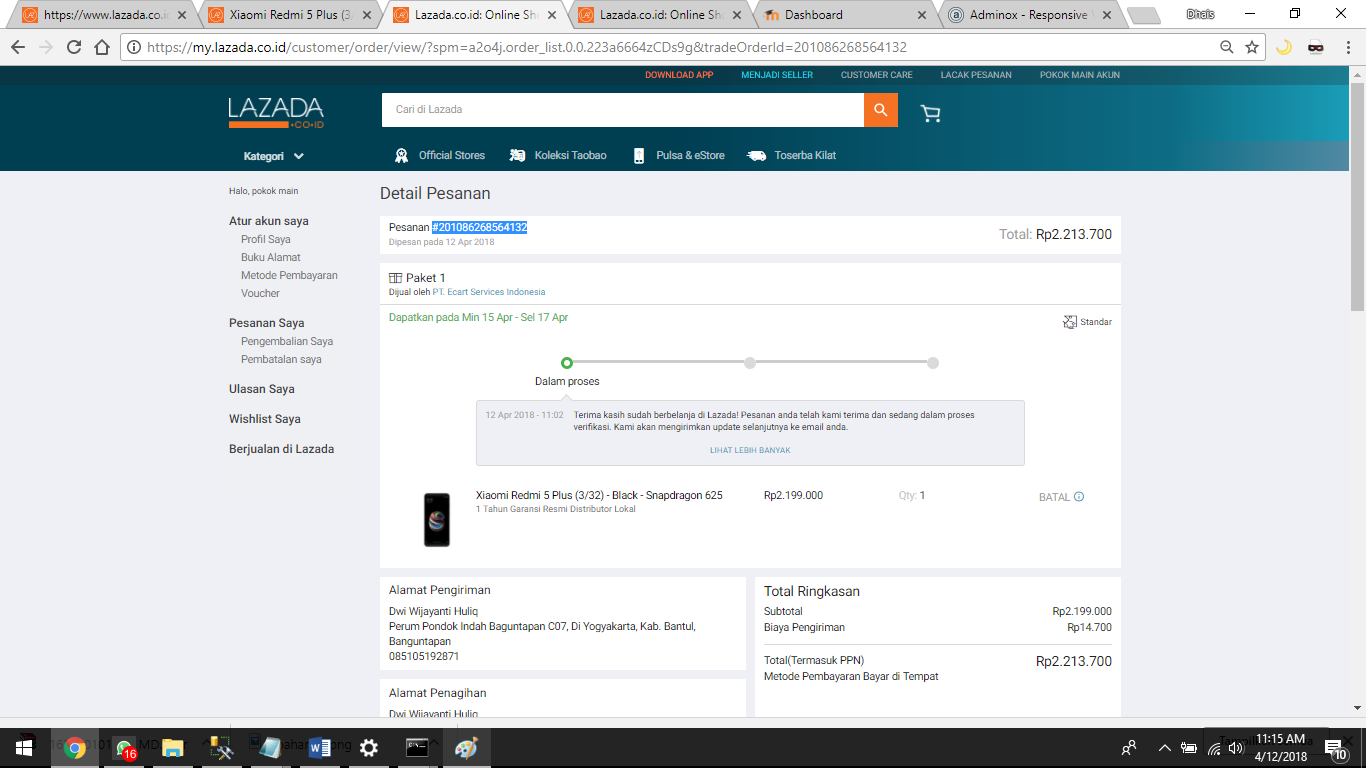 https://www.lazada.co.i
Xiaomi Redmi 5 Plus (3/
Lazada.co.id: Online Sh
Lazada.co.id: Online Sh
Dashboard
Adminox - Responsive
Dhcis
https://my.lazada.co.id/customer/order/view/?spm=a2o4j.order_list.0.0.223a6664zCDs9g&tradeOrderId=201086268564132
DOWNLOAD APP
MENJADI SELLER
CUSTOMER CARE
LACAK PESANAN
POKOK MAIN AKUN
LAZADA
.CO.ID
Cari di Lazada
Kategori
Official Stores
Koleksi Taobao
Pulsa & eStore
Toserba Kilat
Halo, pokok main
Atur akun saya
Profil Saya
Buku Alamat
Metode Pembayaran
Voucher
Pesanan Saya
Pengembalian Saya
Pembatalan saya
Ulasan Saya
Wishlist Saya
Berjualan di Lazada
Detail Pesanan
Pesanan #201086268564132
Dipesan pada 12 Apr 2018
Total: Rp2.213.700
Paket 1
Dijual oleh PT. Ecart Services Indonesia
Dapatkan pada Min 15 Apr - Sel 17 Apr
Standar
Dalam proses
12 Apr 2018 - 11:02
Terima kasih sudah berbelanja di Lazada! Pesanan anda telah kami terima dan sedang dalam proses
verifikasi. Kami akan mengirimkan update selanjutnya ke email anda.
LIHAT LEBIH BANYAK
Xiaomi Redmi 5 Plus (3/32) - Black - Snapdragon 625
1 Tahun Garansi Resmi Distributor Lokal
Rp2.199.000
Qty: 1
BATAL
Alamat Pengiriman
Dwi Wijayanti Huliq
Perum Pondok Indah Baguntapan C07, Di Yogyakarta, Kab. Bantul,
Banguntapan
085105192871
Alamat Penagihan
Dwi Wijayanti Huliq
Total Ringkasan
Subtotal Rp2.199.000
Biaya Pengiriman Rp14.700
Total(Termasuk PPN) Rp2.213.700
Metode Pembayaran Bayar di Tempat
16
11:15 AM
4/12/2018
10